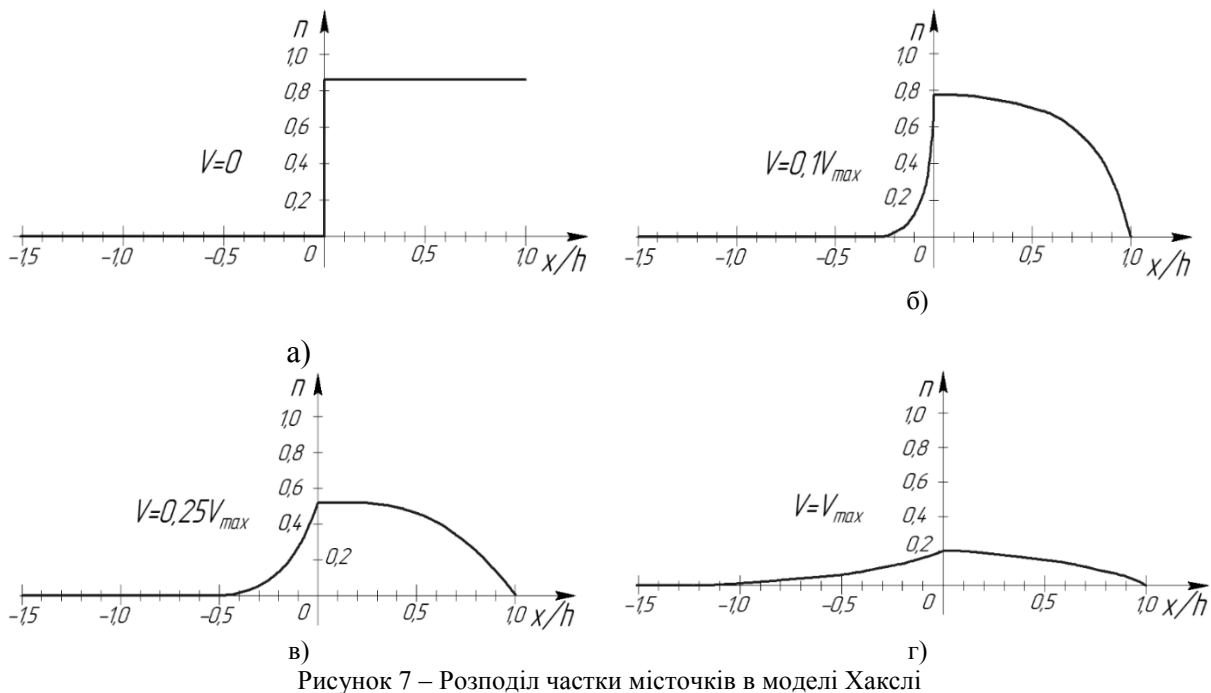 n
1,0
0,8
0,6
V=0
0,4
0,2
-1,5 -1,0 -0,5 0 0,5 1,0 x/h
а)
n
1,0
0,8
0,6
V=0,1Vmax
0,4
0,2
-1,5 -1,0 -0,5 0 0,5 1,0 x/h
б)
n
1,0
0,8
0,6
V=0,25Vmax
0,4
0,2
-1,5 -1,0 -0,5 0 0,5 1,0 x/h
в)
n
1,0
0,8
0,6
V=Vmax
0,4
0,2
-1,5 -1,0 -0,5 0 0,5 1,0 x/h
г)
Рисунок 7 – Розподіл частки місточків в моделі Хакслі